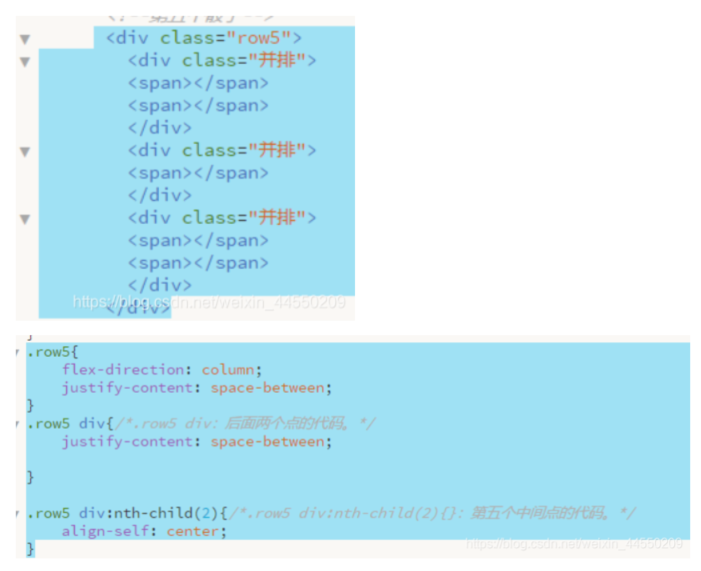 <!--第五个骰子-->
<div class="row5">
<div class="并排">
<span></span>
<span></span>
</div>
<div class="并排">
<span></span>
</div>
<div class="并排">
<span></span>
<span></span>
</div>
https://blog.csdn.net/weixin_44550209
</div>
}
.row5{
flex-direction: column;
justify-content: space-between;
}
.row5 div{/*.row5 div: 后面两个点的代码。*/
justify-content: space-between;
}
.row5 div:nth-child(2){/*.row5 div:nth-child(2){}: 第五个中间点的代码。*/
align-self: center;
}
https://blog.csdn.net/weixin_44550209